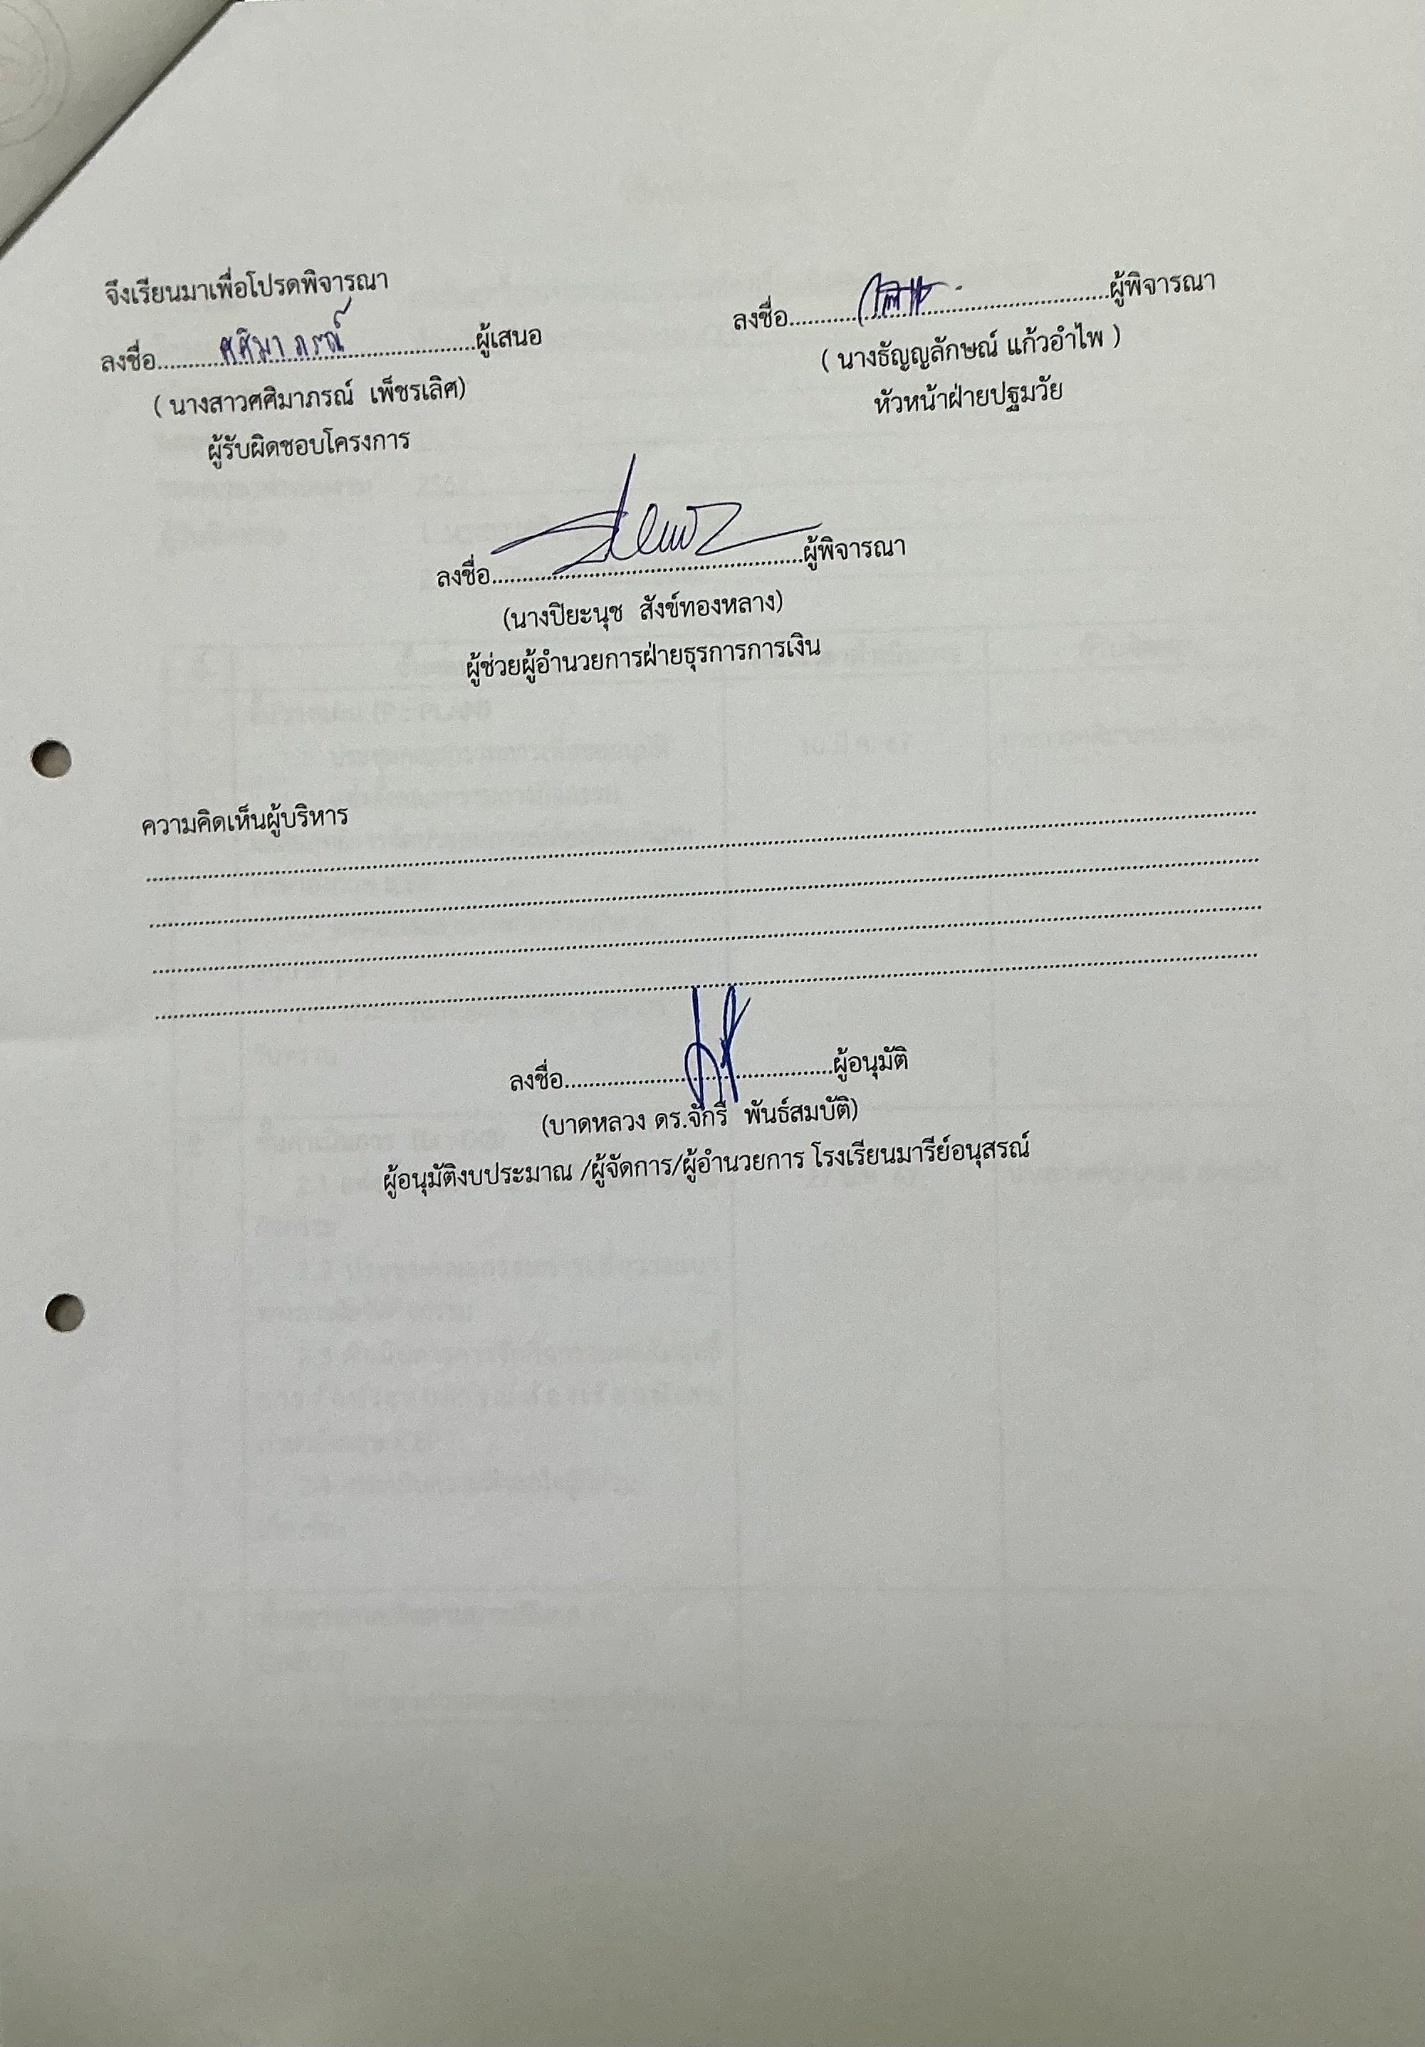 จึงเรียนมาเพื่อโปรดพิจารณา
ลงชื่อ.....ศศิมาภรณ์.....ผู้เสนอ
( นางสาวศศิมาภรณ์ เพ็ชรเลิศ)
ผู้รับผิดชอบโครงการ
ลงชื่อ..........ผู้พิจารณา
( นางธัญญลักษณ์ แก้วอำไพ )
หัวหน้าฝ่ายปฐมวัย
ลงชื่อ..........ผู้พิจารณา
(นางปิยะนุช สังข์ทองหลาง)
ผู้ช่วยผู้อำนวยการฝ่ายธุรการการเงิน
ความคิดเห็นผู้บริหาร
ลงชื่อ..........ผู้อนุมัติ
(บาดหลวง ดร.จักรี พันธ์สมบัติ)
ผู้อนุมัติงบประมาณ /ผู้จัดการ/ผู้อำนวยการ โรงเรียนมารีย์อนุสรณ์